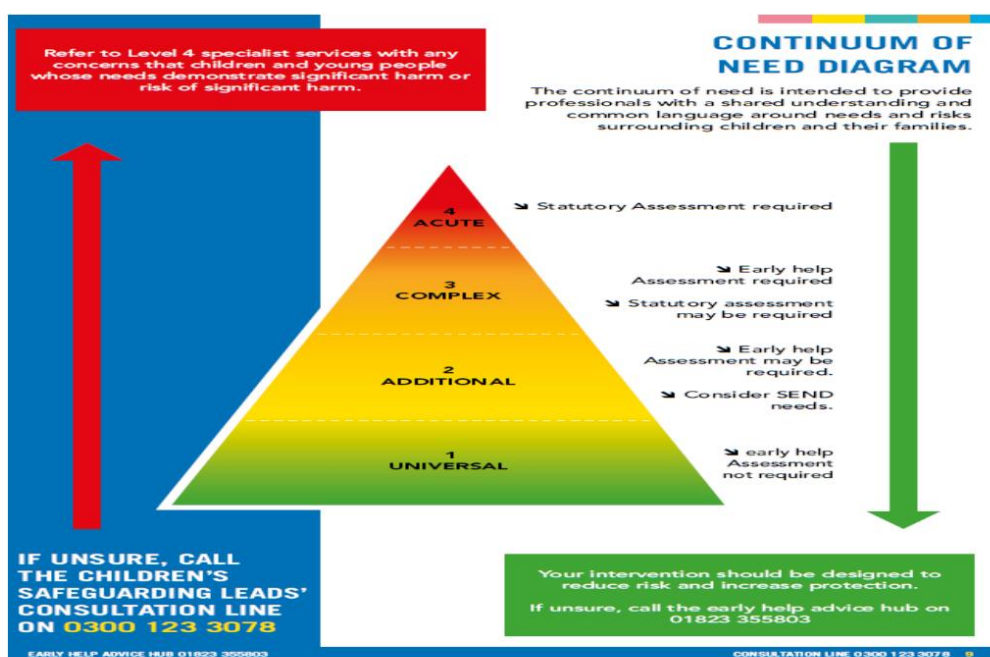 Refer to Level 4 specialist services with any
concerns that children and young people
whose needs demonstrate significant harm or
risk of significant harm.
CONTINUUM OF
NEED DIAGRAM
The continuum of need is intended to provide
professionals with a shared understanding and
common language around needs and risks
surrounding children and their families.
4
ACUTE
↘ Statutory Assessment required
3
COMPLEX
↘ Early help
Assessment required
↘ Statutory assessment
may be required
2
ADDITIONAL
↘ Early help
Assessment may be
required.
↘ Consider SEND
needs.
1
UNIVERSAL
↘ early help
Assessment
not required
IF UNSURE, CALL
THE CHILDREN'S
SAFEGUARDING LEADS'
CONSULTATION LINE
ON 0300 123 3078
Your intervention should be designed to
reduce risk and increase protection.
If unsure, call the early help advice hub on
01823 355803
EARLY HELP ADVICE HUB 01823 355803
CONSULTATION LINE 0300 123 3078 9